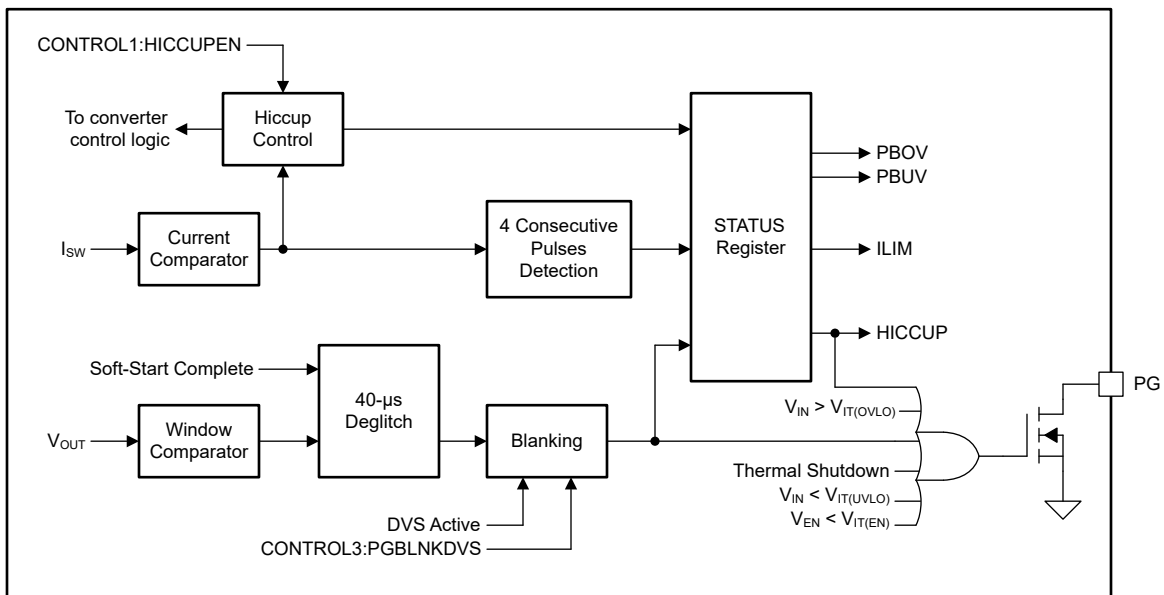 CONTROL1:HICCUPEN
To converter
control logic
Hiccup
Control
PBOV
PBUV
I_SW
Current
Comparator
4 Consecutive
Pulses
Detection
STATUS
Register
ILIM
HICCUP
Soft-Start Complete
40-µs
Deglitch
V_OUT
Window
Comparator
Blanking
V_IN > V_IT(OVLO)
Thermal Shutdown
V_IN < V_IT(UVLO)
V_EN < V_IT(EN)
PG
DVS Active
CONTROL3:PGBLNKDVS